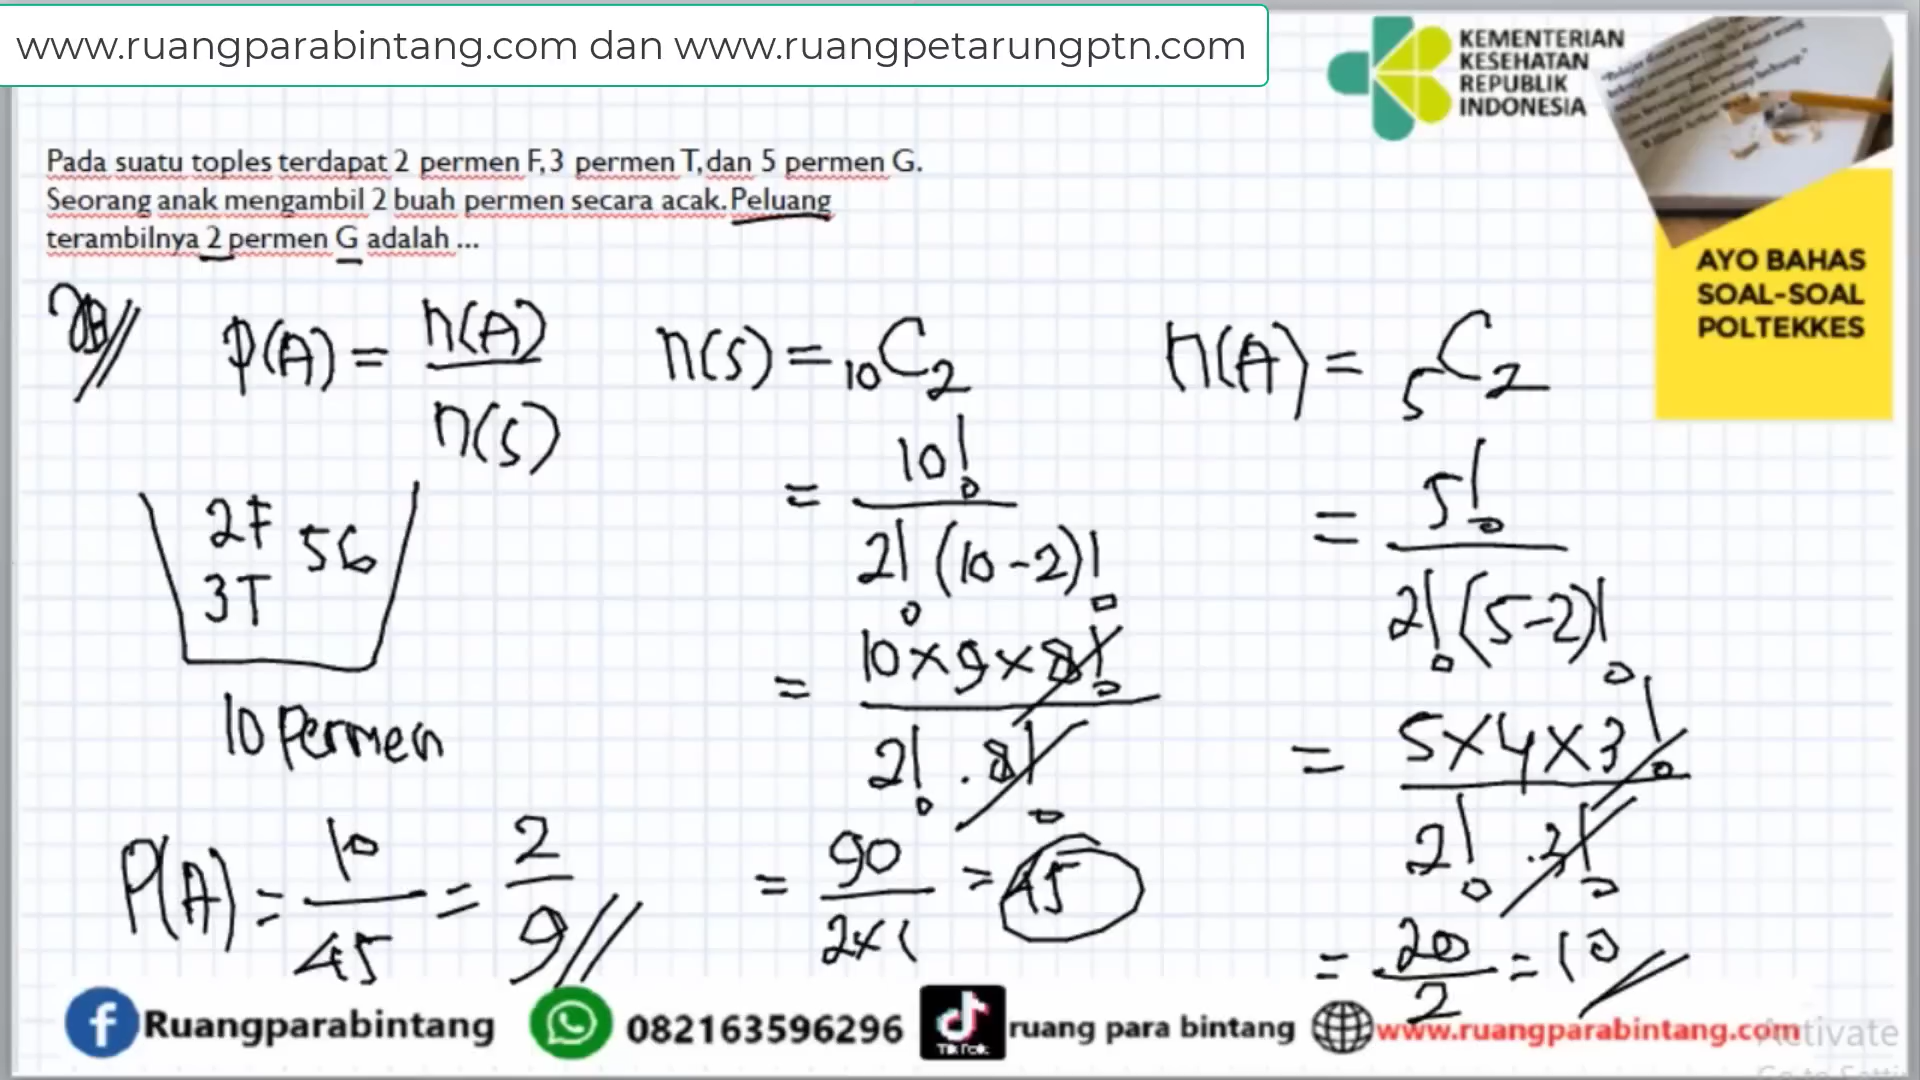 www.ruangparabintang.com dan www.ruangpetarungptn.com
KEMENTERIAN
KESEHATAN
REPUBLIK
INDONESIA
Pada suatu toples terdapat 2 permen F, 3 permen T, dan 5 permen G.
Seorang anak mengambil 2 buah permen secara acak. Peluang
terambilnya 2 permen G adalah ...
AYO BAHAS
SOAL-SOAL
POLTEKKES
P(A) = n(A) / n(S)
2F 5G
3T
10 Permen
P(A) = 10/45 = 2/9
n(S) = 10C2
= 10! / 2! (10-2)!
= 10 x 9 x 8! / 2! . 8!
= 90 / 2x1 = 45
n(A) = 5C2
= 5! / 2! (5-2)!
= 5 x 4 x 3! / 2! . 3!
= 20/2 = 10
Ruangparabintang
082163596296
TikTok
ruang para bintang
www.ruangparabintang.com
Activate